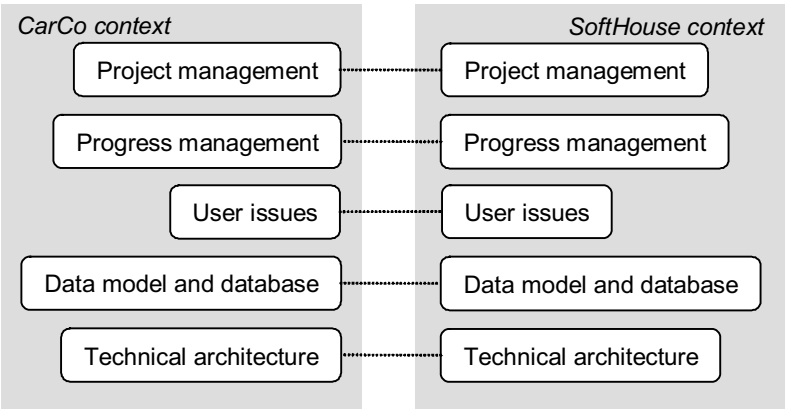 CarCo context
SoftHouse context
Project management
Project management
Progress management
Progress management
User issues
User issues
Data model and database
Data model and database
Technical architecture
Technical architecture